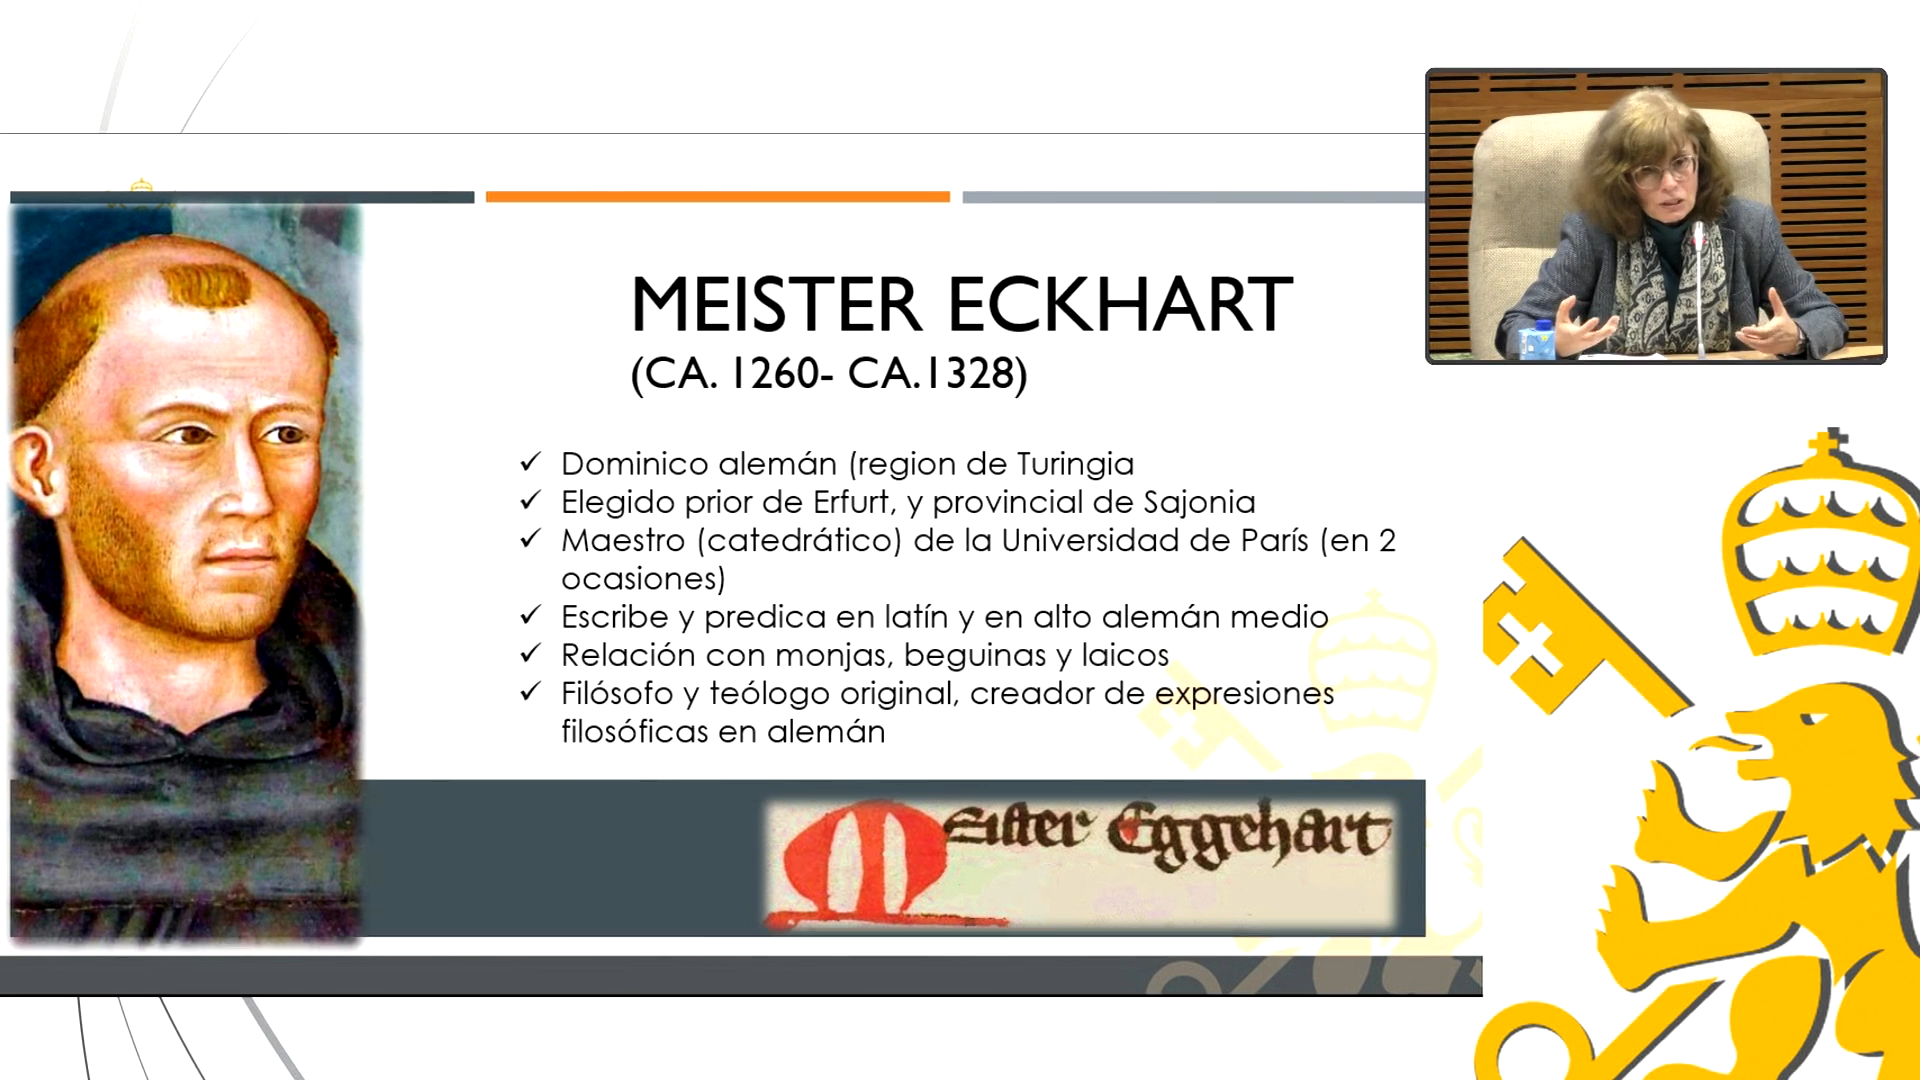 MEISTER ECKHART
(CA. 1260- CA.1328)
✓ Dominico alemán (region de Turingia
✓ Elegido prior de Erfurt, y provincial de Sajonia
✓ Maestro (catedrático) de la Universidad de París (en 2
ocasiones)
✓ Escribe y predica en latín y en alto alemán medio
✓ Relación con monjas, beguinas y laicos
✓ Filósofo y teólogo original, creador de expresiones
filosóficas en alemán
Meister Eggehart